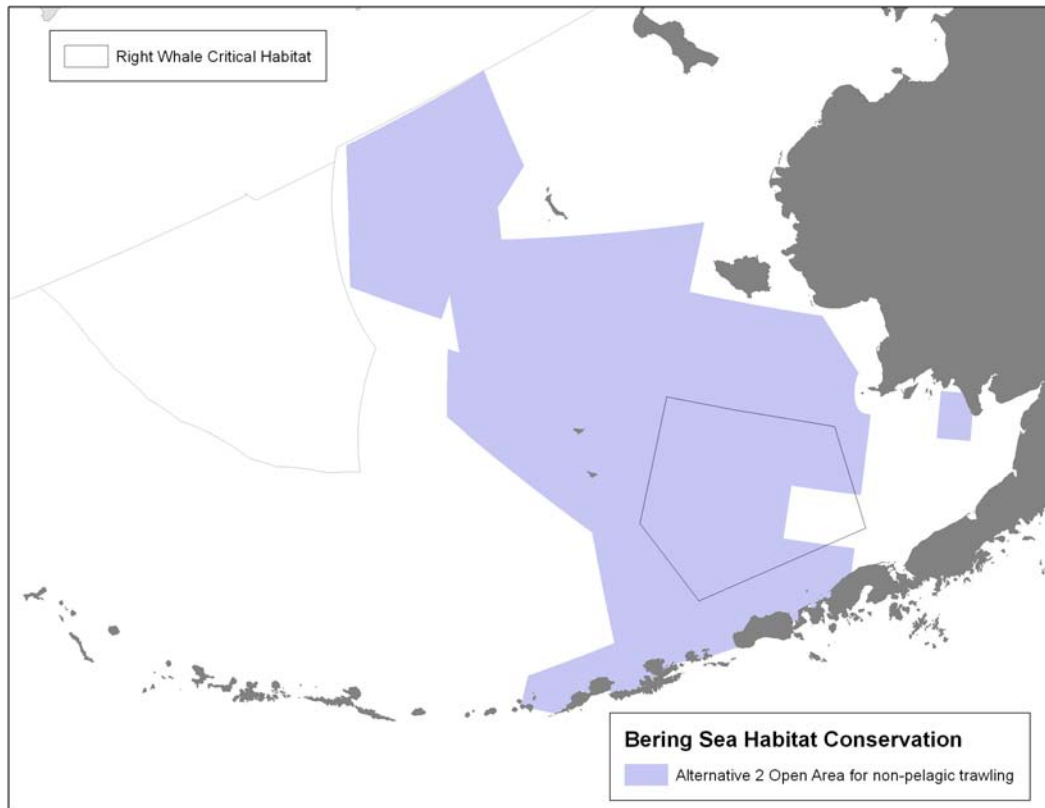 Right Whale Critical Habitat
Bering Sea Habitat Conservation
Alternative 2 Open Area for non-pelagic trawling